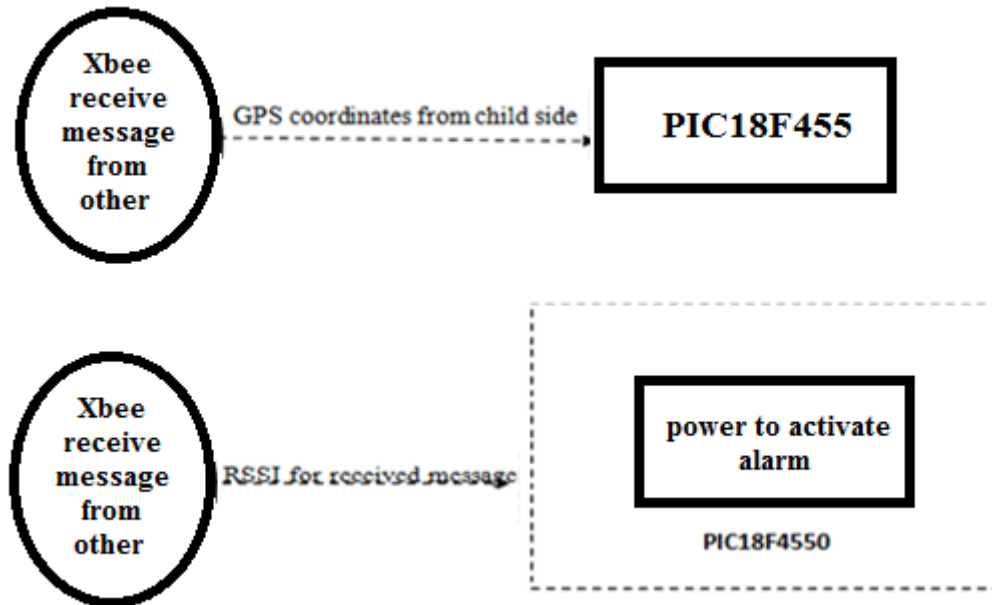 Xbee
receive
message
from
other
GPS coordinates from child side
PIC18F455
Xbee
receive
message
from
other
RSSI for received message
power to activate
alarm
PIC18F4550